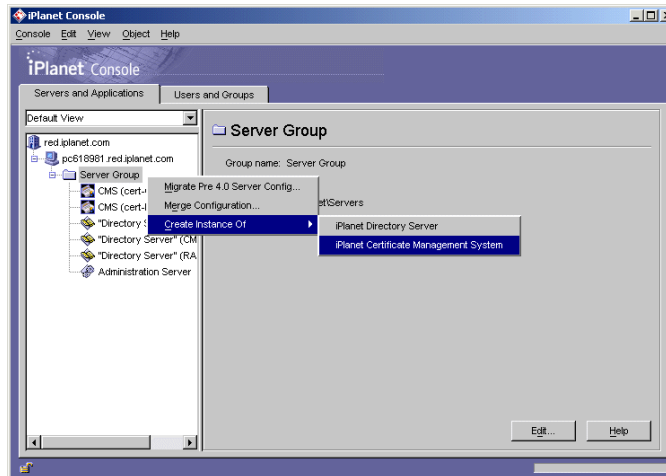 iPlanet Console
Console Edit View Object Help
iPlanet Console
Servers and Applications
Users and Groups
Default View
Server Group
red.iplanet.com
pc618981.red.iplanet.com
Group name: Server Group
Server Group
CMS (cert-
Migrate Pre 4.0 Server Config...
CMS (cert-
Merge Configuration...
et\Servers
"Directory
Create Instance Of
iPlanet Directory Server
"Directory Server" (CM
iPlanet Certificate Management System
"Directory Server" (RA
Administration Server
Edit...
Help